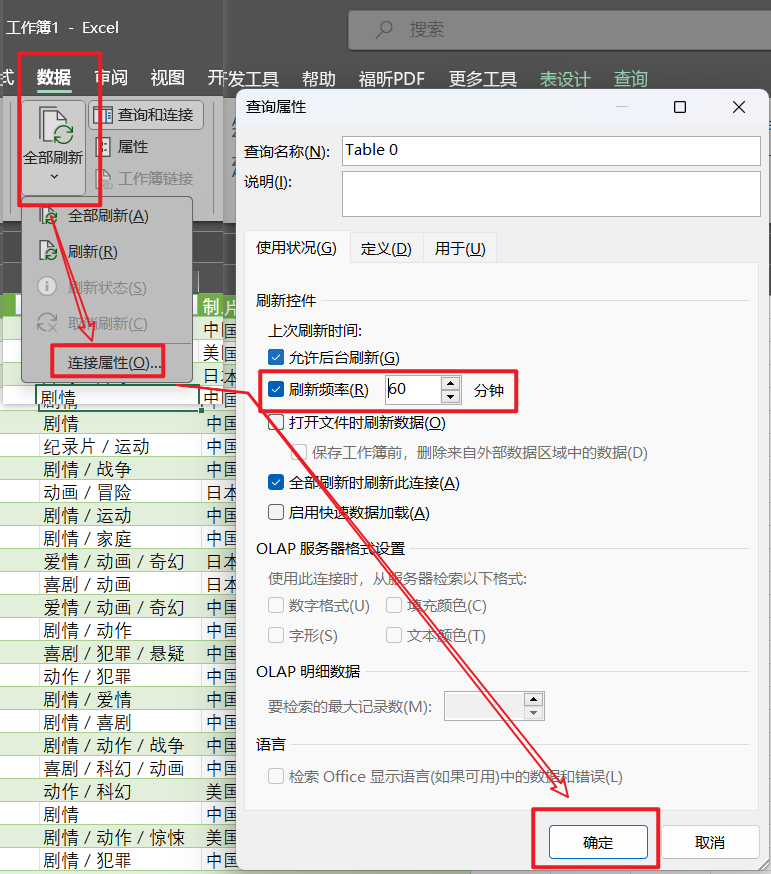 工作簿1 - Excel
搜索
式 数据 审阅 视图 开发工具 帮助 福昕PDF 更多工具 表设计 查询
全部刷新
查询和连接
属性
工作簿链接
全部刷新(A)
刷新(R)
刷新状态(S)
取消刷新(C)
连接属性(O)...
制片
中国
美国
日本
剧情 中国
剧情 中国
纪录片 / 运动 中国
剧情 / 战争 中国
动画 / 冒险 日本
剧情 / 运动 中国
剧情 / 家庭 中国
爱情 / 动画 / 奇幻 日本
喜剧 / 动画 日本
爱情 / 动画 / 奇幻 中国
剧情 / 动作 中国
喜剧 / 犯罪 / 悬疑 中国
动作 / 犯罪 中国
剧情 / 爱情 中国
剧情 / 喜剧 中国
剧情 / 动作 / 战争 中国
喜剧 / 科幻 / 动画 中国
动作 / 科幻 美国
剧情 中国
剧情 / 动作 / 惊悚 美国
剧情 / 犯罪 中国
查询属性
查询名称(N): Table 0
说明(I):
使用状况(G) 定义(D) 用于(U)
刷新控件
上次刷新时间:
允许后台刷新(G)
刷新频率(R) 60 分钟
打开文件时刷新数据(O)
保存工作簿前，删除来自外部数据区域中的数据(D)
全部刷新时刷新此连接(A)
启用快速数据加载(A)
OLAP 服务器格式设置
使用此连接时，从服务器检索以下格式:
数字格式(U) 填充颜色(C)
字形(S) 文本颜色(T)
OLAP 明细数据
要检索的最大记录数(M):
语言
检索 Office 显示语言(如果可用)中的数据和错误(L)
确定 取消